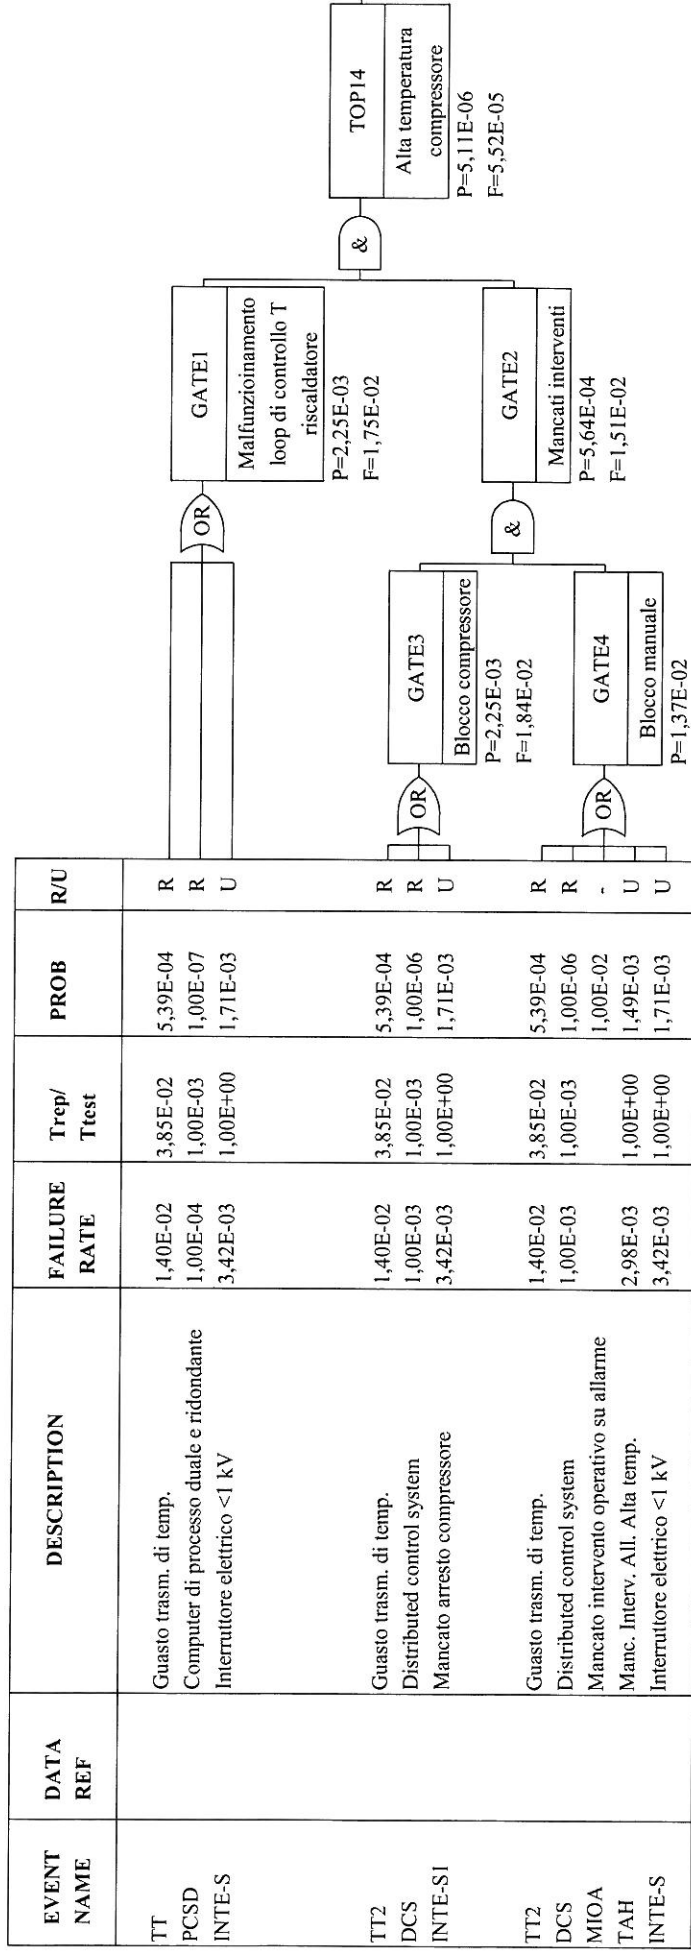 EVENT NAME DATA REF DESCRIPTION FAILURE RATE Trep/ Ttest PROB R/U
TT Guasto trasm. di temp. 1,40E-02 3,85E-02 5,39E-04 R
PCSD Computer di processo duale e ridondante 1,00E-04 1,00E-03 1,00E-07 R
INTE-S Interruttore elettrico <1 kV 3,42E-03 1,00E+00 1,71E-03 U
TT2 Guasto trasm. di temp. 1,40E-02 3,85E-02 5,39E-04 R
DCS Distributed control system 1,00E-03 1,00E-03 1,00E-06 R
INTE-S1 Mancato arresto compressore 3,42E-03 1,00E+00 1,71E-03 U
TT2 Guasto trasm. di temp. 1,40E-02 3,85E-02 5,39E-04 R
DCS Distributed control system 1,00E-03 1,00E-03 1,00E-06 R
MIOA Mancato intervento operativo su allarme 1,00E-02 -
TAH Manc. Interv. All. Alta temp. 2,98E-03 1,00E+00 1,49E-03 U
INTE-S Interruttore elettrico <1 kV 3,42E-03 1,00E+00 1,71E-03 U
OR
GATE1
Malfunzioinamento
loop di controllo T
riscaldatore
P=2,25E-03
F=1,75E-02
OR
GATE3
Blocco compressore
P=2,25E-03
F=1,84E-02
OR
GATE4
Blocco manuale
P=1,37E-02
&
GATE2
Mancati interventi
P=5,64E-04
F=1,51E-02
&
TOP14
Alta temperatura
compressore
P=5,11E-06
F=5,52E-05